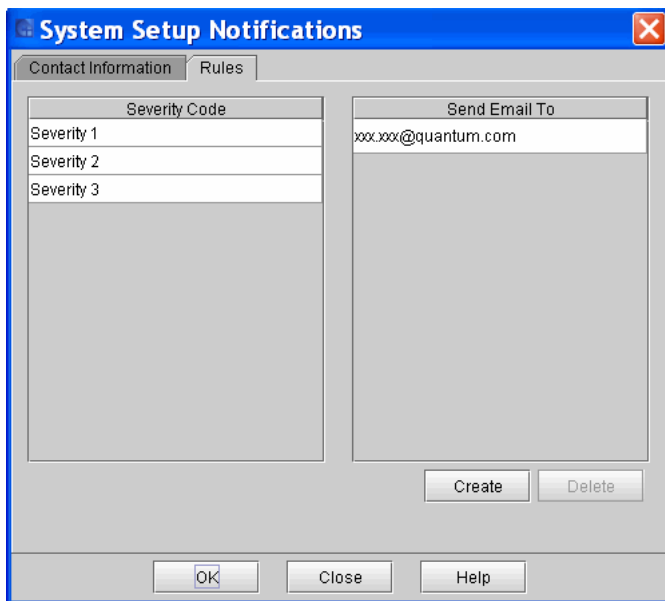 System Setup Notifications
Contact Information
Rules
Severity Code
Severity 1
Severity 2
Severity 3
Send Email To
xxx.xxx@quantum.com
Create
Delete
OK
Close
Help